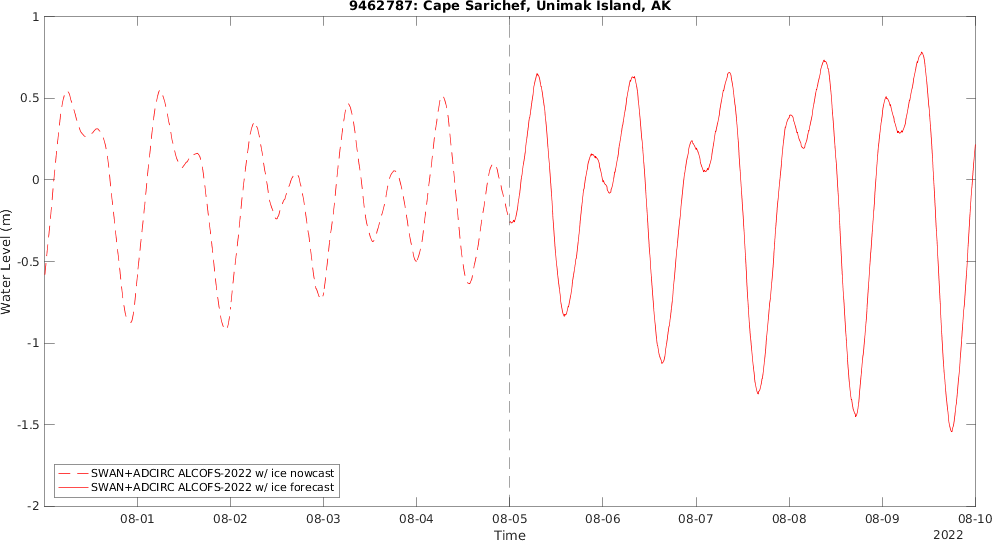 9462787: Cape Sarichef, Unimak Island, AK
1
0.5
0
-0.5
-1
-1.5
-2
Water Level (m)
SWAN+ADCIRC ALCOFS-2022 w/ ice nowcast
SWAN+ADCIRC ALCOFS-2022 w/ ice forecast
08-01 08-02 08-03 08-04 08-05 08-06 08-07 08-08 08-09 08-10
Time
2022